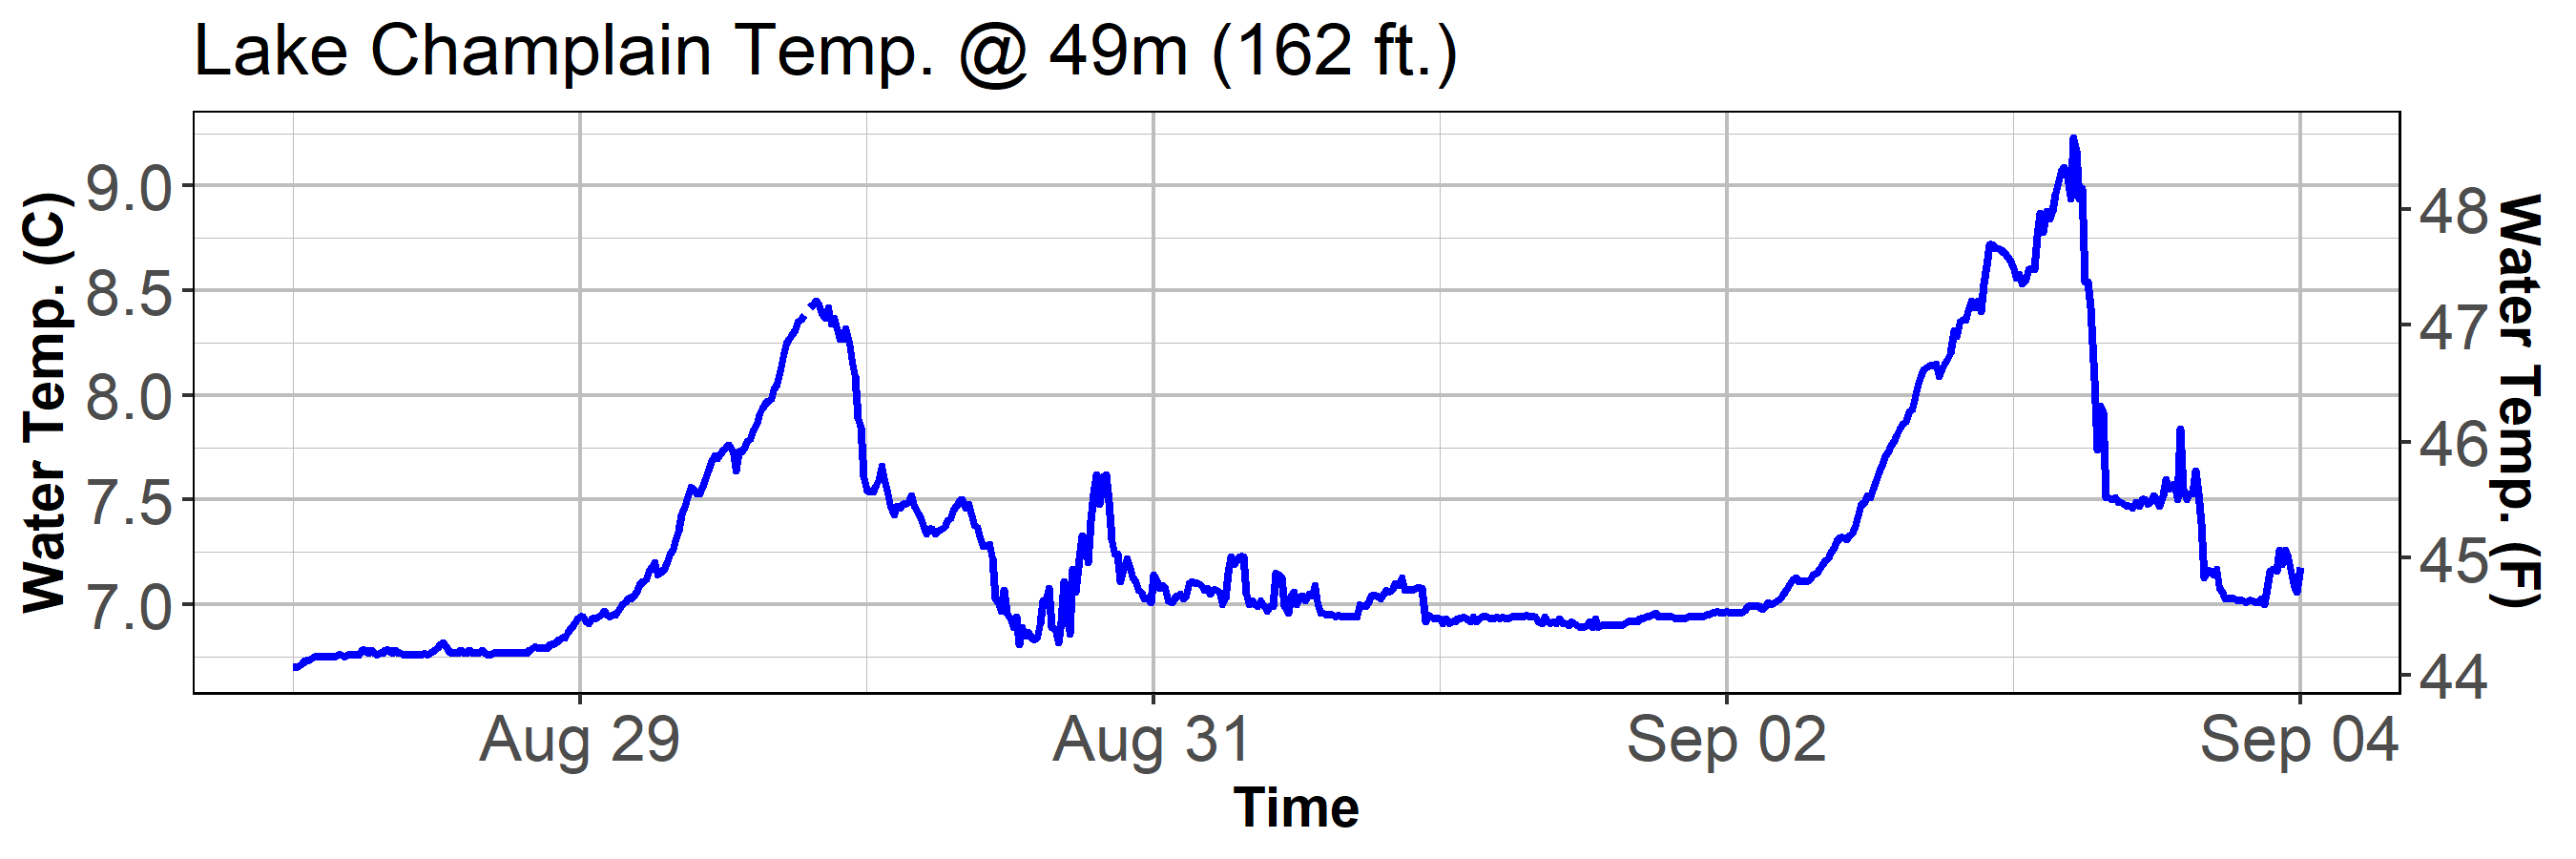 Lake Champlain Temp. @ 49m (162 ft.)
Water Temp. (C)
9.0
8.5
8.0
7.5
7.0
48
47
46
45
44
Water Temp. (F)
Aug 29
Aug 31
Sep 02
Sep 04
Time